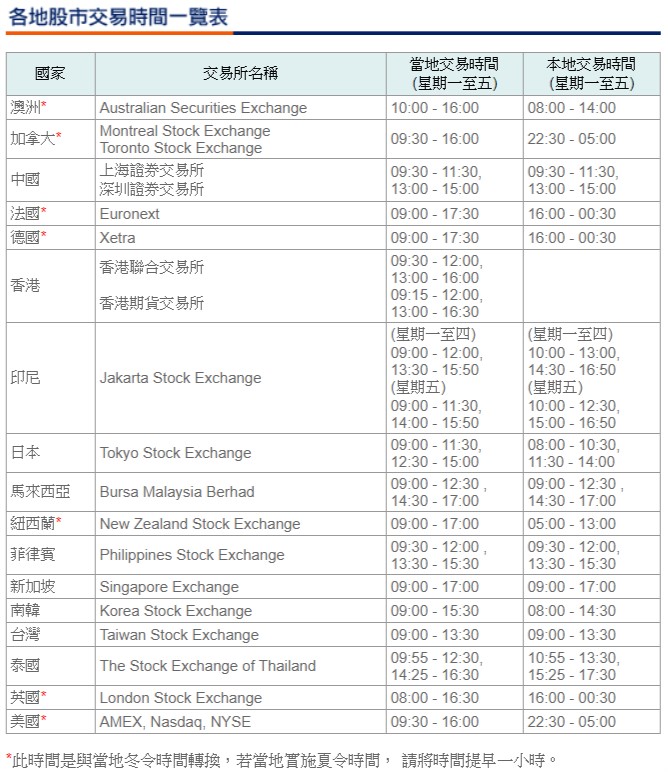 各地股市交易時間一覽表
國家 交易所名稱 當地交易時間 本地交易時間
(星期一至五) (星期一至五)
澳洲* Australian Securities Exchange 10:00 - 16:00 08:00 - 14:00
加拿大* Montreal Stock Exchange 09:30 - 16:00 22:30 - 05:00
Toronto Stock Exchange
中國 上海證券交易所 09:30 - 11:30, 09:30 - 11:30,
深圳證券交易所 13:00 - 15:00 13:00 - 15:00
法國* Euronext 09:00 - 17:30 16:00 - 00:30
德國* Xetra 09:00 - 17:30 16:00 - 00:30
香港 香港聯合交易所 09:30 - 12:00,
13:00 - 16:00
香港期貨交易所 09:15 - 12:00,
13:00 - 16:30
印尼 Jakarta Stock Exchange (星期一至四) (星期一至四)
09:00 - 12:00, 10:00 - 13:00,
13:30 - 15:50 14:30 - 16:50
(星期五) (星期五)
09:00 - 11:30, 10:00 - 12:30,
14:00 - 15:50 15:00 - 16:50
日本 Tokyo Stock Exchange 09:00 - 11:30, 08:00 - 10:30,
12:30 - 15:00 11:30 - 14:00
馬來西亞 Bursa Malaysia Berhad 09:00 - 12:30 , 09:00 - 12:30 ,
14:30 - 17:00 14:30 - 17:00
紐西蘭* New Zealand Stock Exchange 09:00 - 17:00 05:00 - 13:00
菲律賓 Philippines Stock Exchange 09:30 - 12:00 , 09:30 - 12:00,
13:30 - 15:30 13:30 - 15:30
新加坡 Singapore Exchange 09:00 - 17:00 09:00 - 17:00
南韓 Korea Stock Exchange 09:00 - 15:30 08:00 - 14:30
台灣 Taiwan Stock Exchange 09:00 - 13:30 09:00 - 13:30
泰國 The Stock Exchange of Thailand 09:55 - 12:30, 10:55 - 13:30,
14:25 - 16:30 15:25 - 17:30
英國* London Stock Exchange 08:00 - 16:30 16:00 - 00:30
美國* AMEX, Nasdaq, NYSE 09:30 - 16:00 22:30 - 05:00
*此時間是與當地冬令時間轉換，若當地實施夏令時間， 請將時間提早一小時。